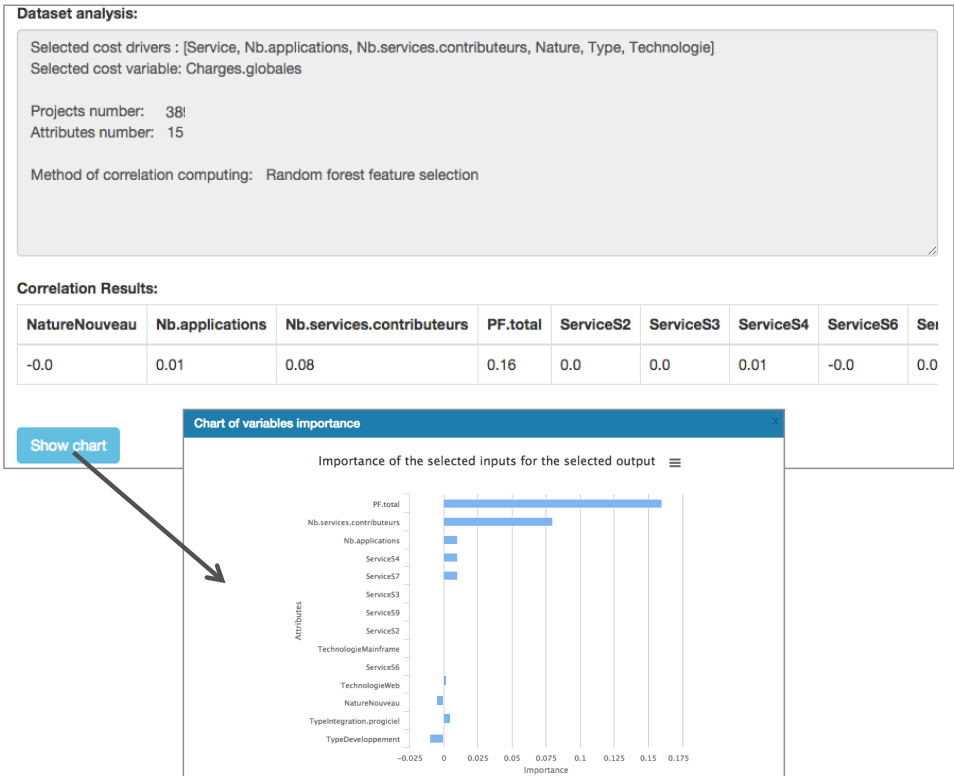 Dataset analysis:
Selected cost drivers : [Service, Nb.applications, Nb.services.contributeurs, Nature, Type, Technologie]
Selected cost variable: Charges.globales
Projects number: 38
Attributes number: 15
Method of correlation computing: Random forest feature selection
Correlation Results:
NatureNouveau Nb.applications Nb.services.contributeurs PF.total ServiceS2 ServiceS3 ServiceS4 ServiceS6 Ser
-0.0 0.01 0.08 0.16 0.0 0.0 0.01 -0.0 0.0
Show chart
Chart of variables importance
×
Importance of the selected inputs for the selected output
Attributes
PF.total
Nb.services.contributeurs
Nb.applications
ServiceS4
ServiceS7
ServiceS3
ServiceS9
ServiceS2
TechnologieMainframe
ServiceS6
TechnologieWeb
NatureNouveau
TypeIntegration.progiciel
TypeDeveloppement
-0.025 0 0.025 0.05 0.075 0.1 0.125 0.15 0.175
Importance